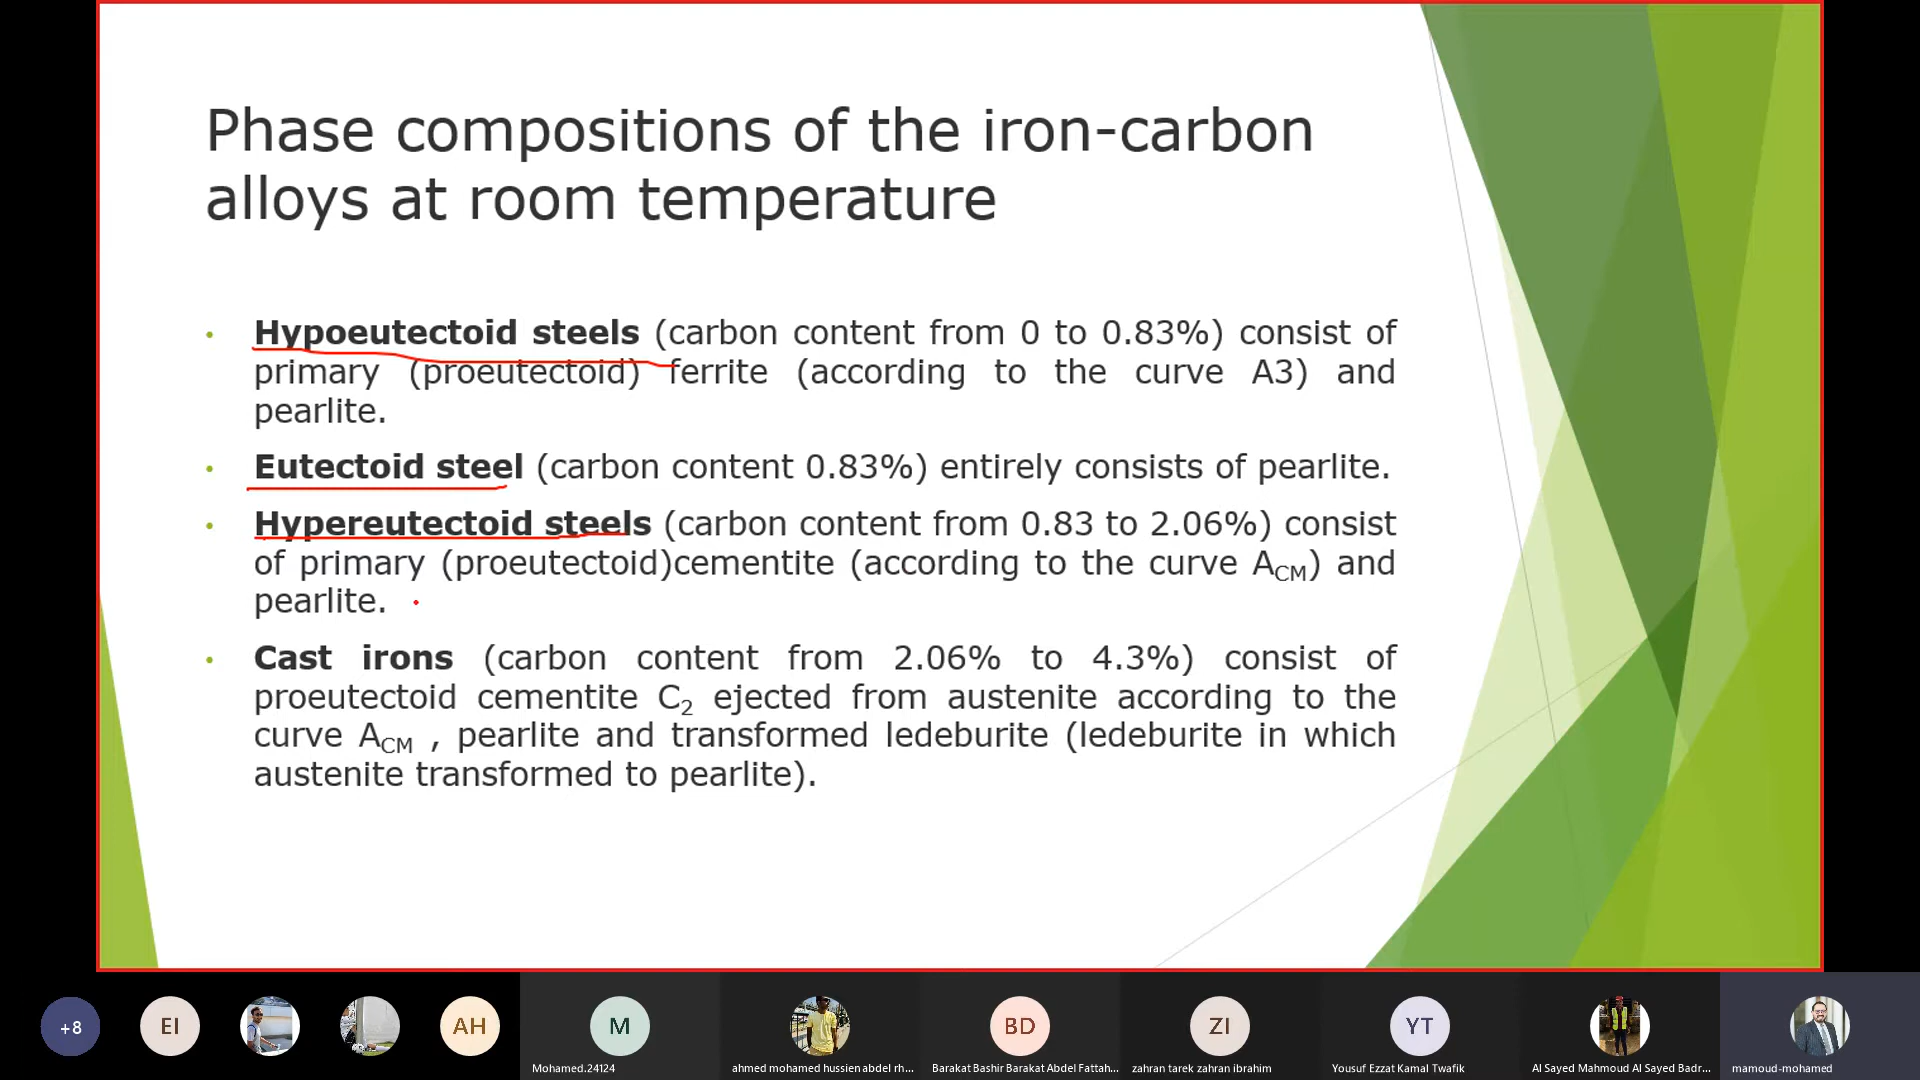 Phase compositions of the iron-carbon
alloys at room temperature
• Hypoeutectoid steels (carbon content from 0 to 0.83%) consist of
primary (proeutectoid) ferrite (according to the curve A3) and
pearlite.
• Eutectoid steel (carbon content 0.83%) entirely consists of pearlite.
• Hypereutectoid steels (carbon content from 0.83 to 2.06%) consist
of primary (proeutectoid)cementite (according to the curve A_CM) and
pearlite.
• Cast irons (carbon content from 2.06% to 4.3%) consist of
proeutectoid cementite C₂ ejected from austenite according to the
curve A_CM , pearlite and transformed ledeburite (ledeburite in which
austenite transformed to pearlite).
+8
EI
AH
M
BD
ZI
YT
Mohamed.24124
ahmed mohamed hussien abdel rh...
Barakat Bashir Barakat Abdel Fattah...
zahran tarek zahran ibrahim
Yousuf Ezzat Kamal Twafik
Al Sayed Mahmoud Al Sayed Badr...
mamoud-mohamed